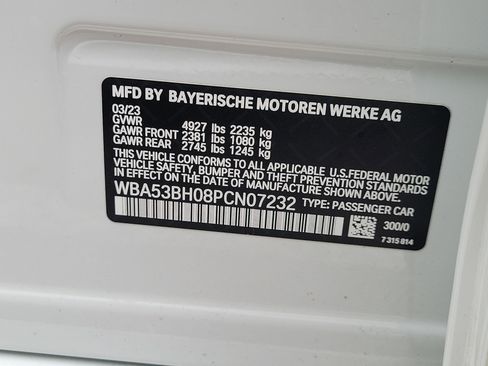 MFD BY BAYERISCHE MOTOREN WERKE AG
03/23
GVWR 4927 lbs 2235 kg
GAWR FRONT 2381 lbs 1080 kg
GAWR REAR 2745 lbs 1245 kg
THIS VEHICLE CONFORMS TO ALL APPLICABLE U.S.FEDERAL MOTOR
VEHICLE SAFETY, BUMPER, AND THEFT PREVENTION STANDARDS
IN EFFECT ON THE DATE OF MANUFACTURE SHOWN ABOVE.
WBA53BH08PCN07232 TYPE: PASSENGER CAR
300/0
7 315 814